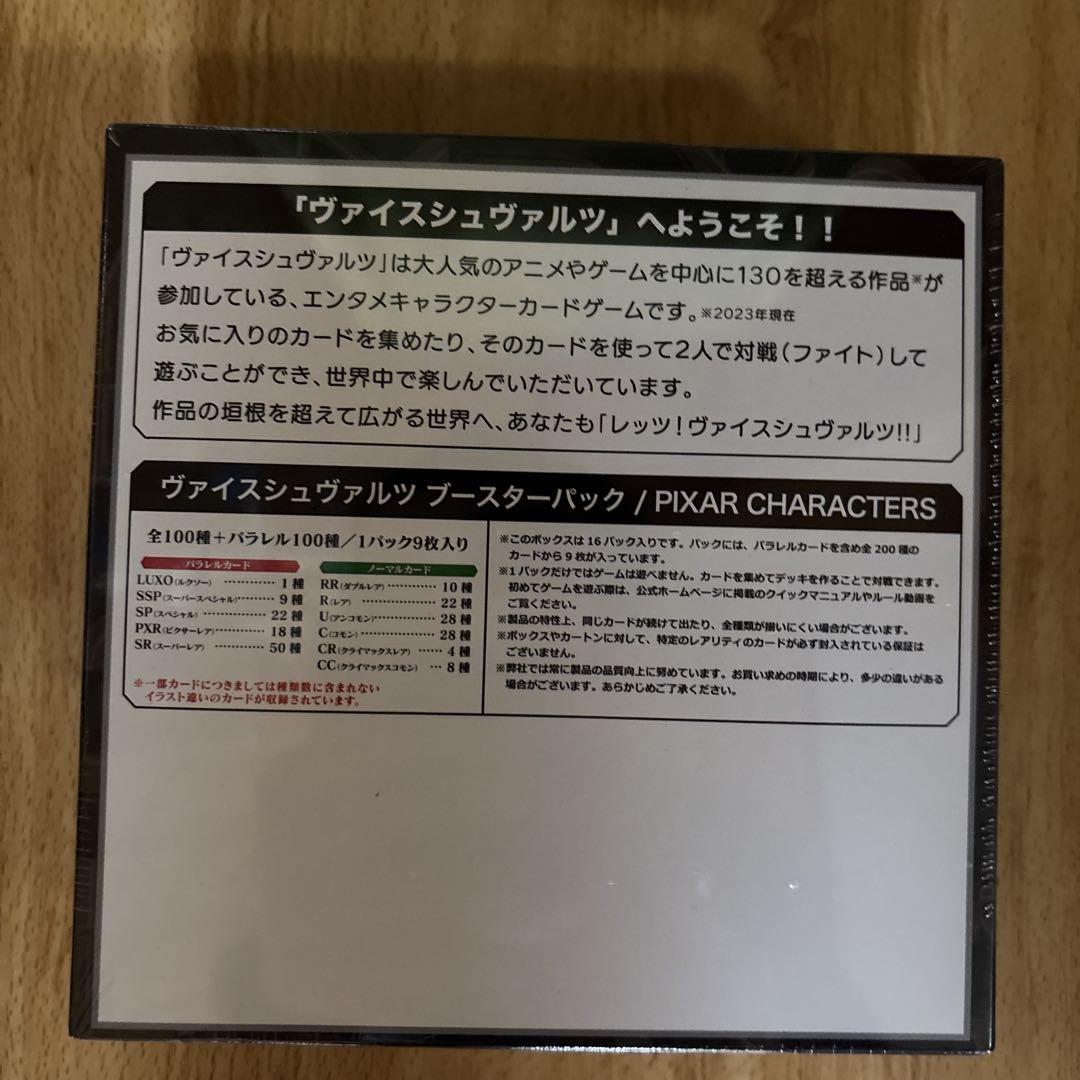 「ヴァイスシュヴァルツ」へようこそ！！
「ヴァイスシュヴァルツ」は大人気のアニメやゲームを中心に130を超える作品※が
参加している、エンタメキャラクターカードゲームです。※2023年現在
お気に入りのカードを集めたり、そのカードを使って2人で対戦（ファイト）して
遊ぶことができ、世界中で楽しんでいただいています。
作品の垣根を超えて広がる世界へ、あなたも「レッツ！ヴァイスシュヴァルツ!!」
ヴァイスシュヴァルツ ブースターパック / PIXAR CHARACTERS
全100種＋パラレル100種／1パック9枚入り
パラレルカード
LUXO（ルクソー） ………… 1 種
SSP（スーパースペシャル）……… 9 種
SP（スペシャル） ………… 22 種
PXR（ピクサーレア）……… 18 種
SR（スーパーレア） ………… 50 種
ノーマルカード
RR（ダブルレア）………… 10 種
R（レア） ………… 22 種
U（アンコモン）………… 28 種
C（コモン）………… 28 種
CR（クライマックスレア） …… 4 種
CC（クライマックスコモン） … 8 種
※一部カードにつきましては種類数に含まれない
イラスト違いのカードが収録されています。
※このボックスは16パック入りです。パックには、パラレルカードを含め全200種の
カードから9枚が入っています。
※1パックだけではゲームは遊べません。カードを集めてデッキを作ることで対戦できます。
初めてゲームを遊ぶ際は、公式ホームページに掲載のクイックマニュアルやルール動画を
ご覧ください。
※製品の特性上、同じカードが続けて出たり、全種類が揃いにくい場合がございます。
※ボックスやカートンに対して、特定のレアリティのカードが必ず封入されている保証は
ございません。
※弊社では常に製品の品質向上に努めています。お買い求めの時期により、多少の違いがある
場合がございます。あらかじめご了承ください。